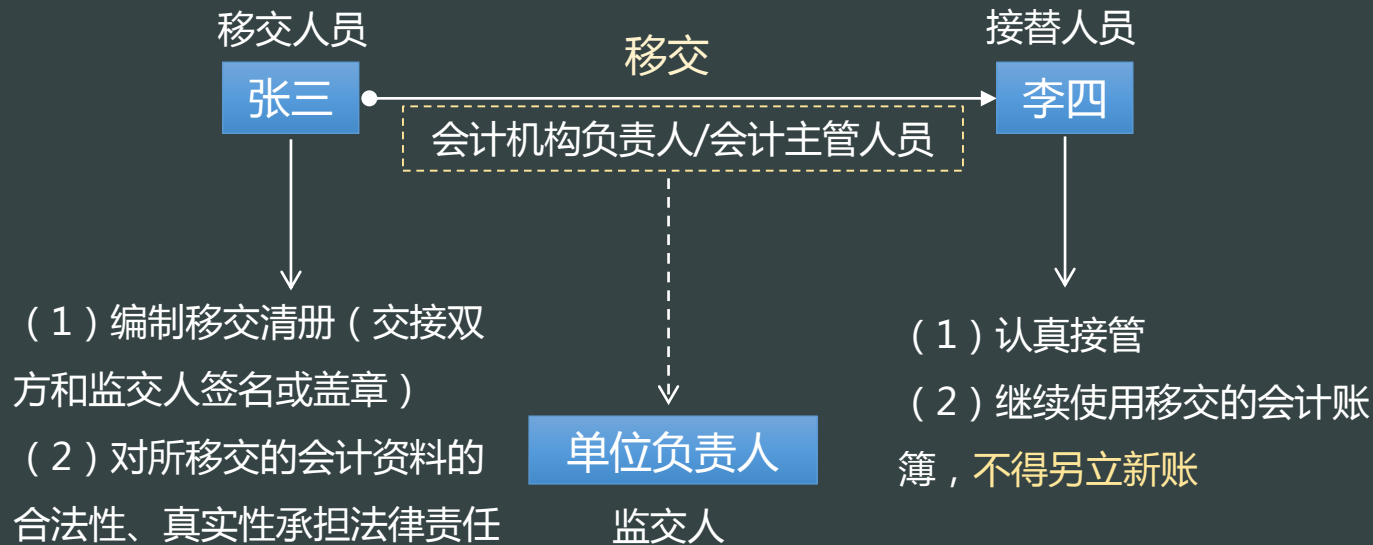 移交人员
移交
接替人员
张三
李四
会计机构负责人/会计主管人员
（1）编制移交清册（交接双
方和监交人签名或盖章）
（2）对所移交的会计资料的
合法性、真实性承担法律责任
单位负责人
监交人
（1）认真接管
（2）继续使用移交的会计账
簿，不得另立新账